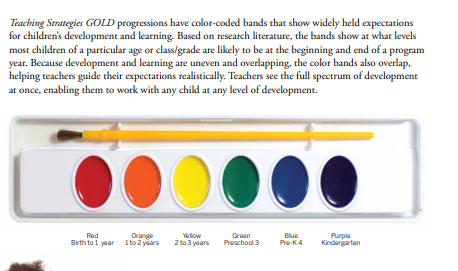 Teaching Strategies GOLD progressions have color-coded bands that show widely held expectations
for children's development and learning. Based on research literature, the bands show at what levels
most children of a particular age or class/grade are likely to be at the beginning and end of a program
year. Because development and learning are uneven and overlapping, the color bands also overlap,
helping teachers guide their expectations realistically. Teachers see the full spectrum of development
at once, enabling them to work with any child at any level of development.
Red Orange Yellow Green Blue Purple
Birth to 1 year 1 to 2 years 2 to 3 years Preschool 3 Pre-K 4 Kindergarten